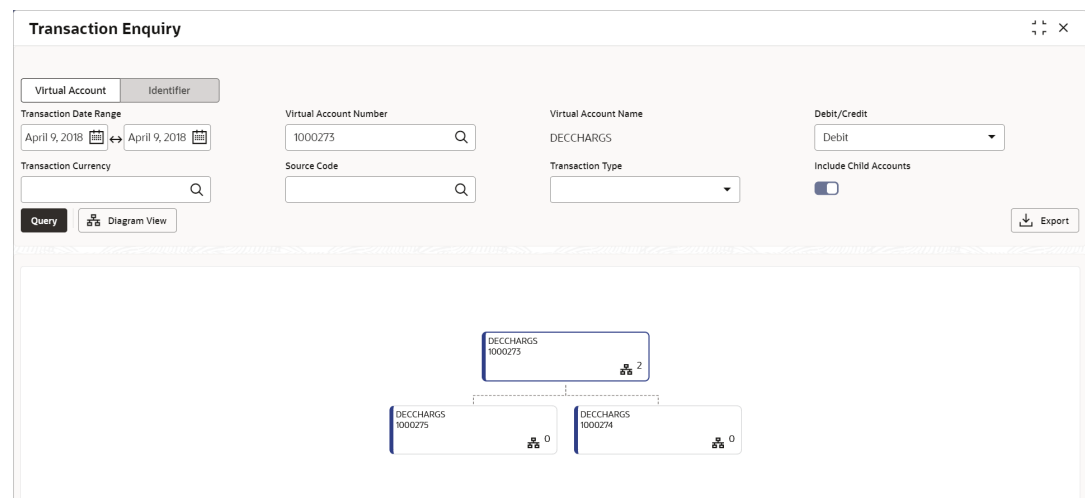 Transaction Enquiry
Virtual Account Identifier
Transaction Date Range Virtual Account Number Virtual Account Name Debit/Credit
April 9, 2018 April 9, 2018 1000273 DECCHARGS Debit
Transaction Currency Source Code Transaction Type Include Child Accounts
Query Diagram View Export
DECCHARGS
1000273
2
DECCHARGS
1000275
0
DECCHARGS
1000274
0